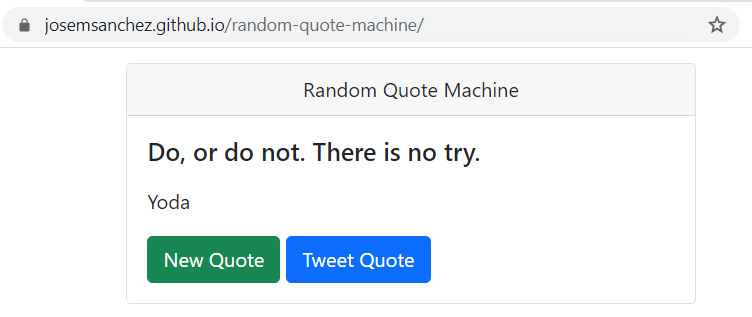 josemsanchez.github.io/random-quote-machine/
Random Quote Machine
Do, or do not. There is no try.
Yoda
New Quote Tweet Quote